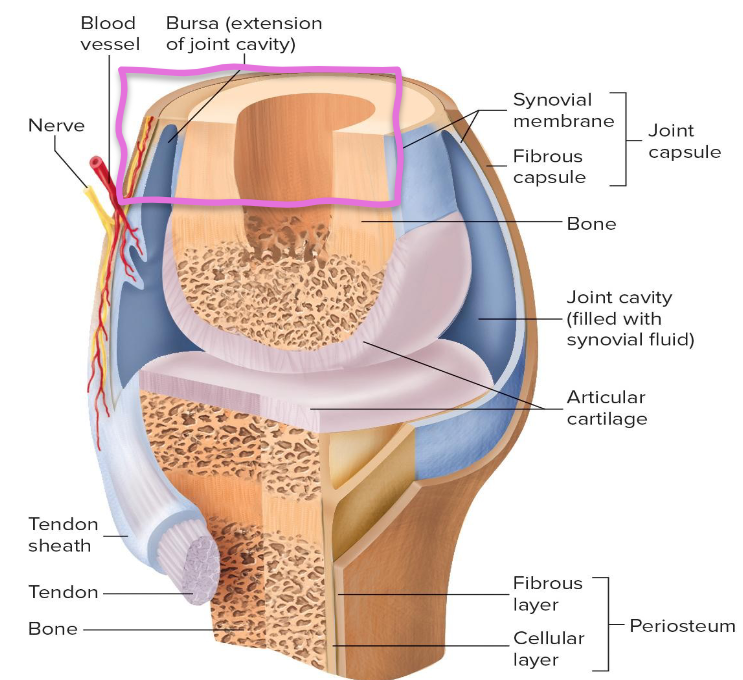 Blood
vessel
Bursa (extension
of joint cavity)
Nerve
Synovial
membrane
Fibrous
capsule
Joint
capsule
Bone
Joint cavity
(filled with
synovial fluid)
Articular
cartilage
Tendon
sheath
Tendon
Bone
Fibrous
layer
Cellular
layer
Periosteum